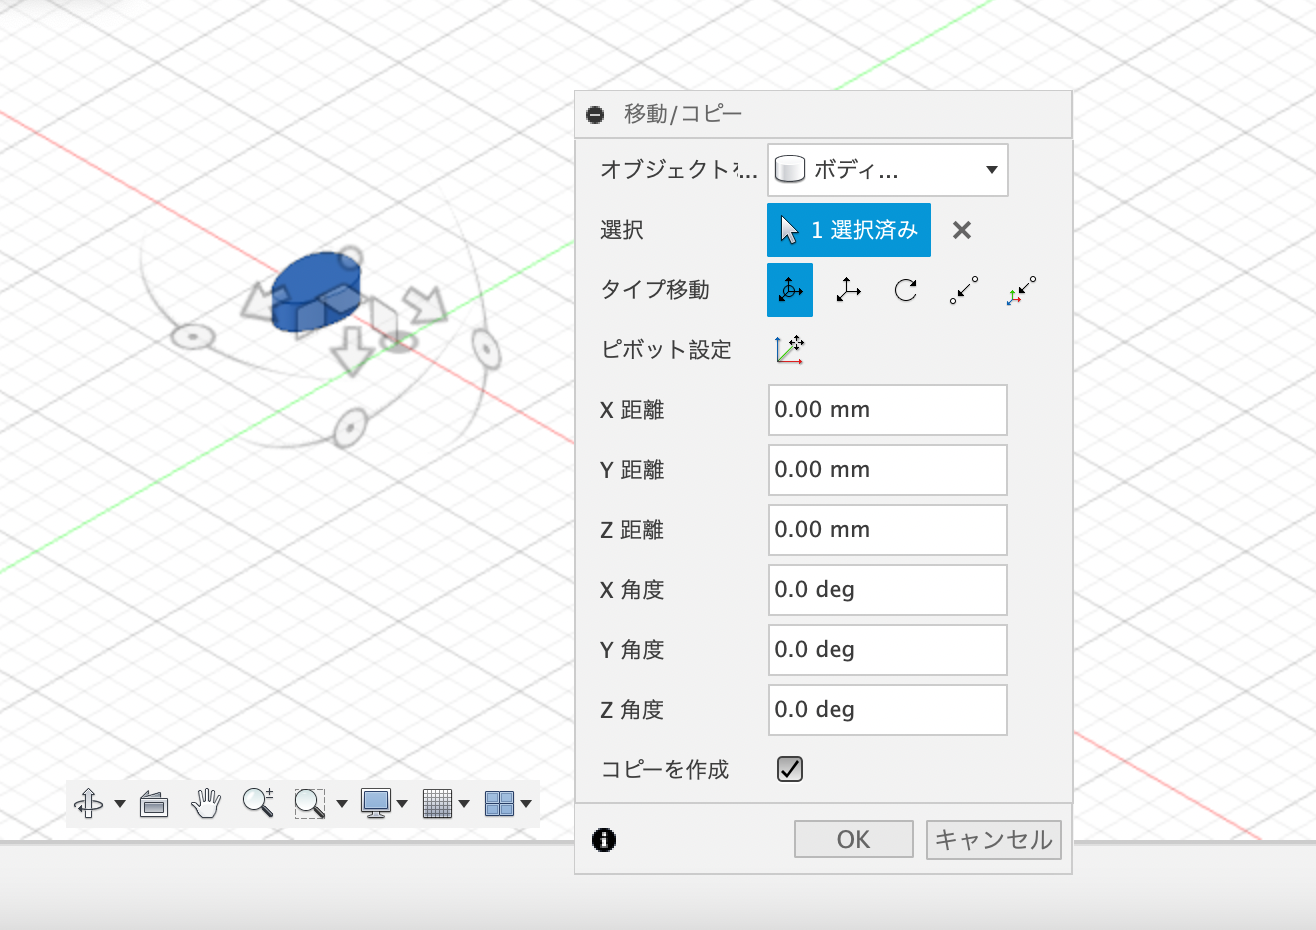 移動/コピー
オブジェクトを... ボディ...
選択 1 選択済み
タイプ移動
ピボット設定
X 距離 0.00 mm
Y 距離 0.00 mm
Z 距離 0.00 mm
X 角度 0.0 deg
Y 角度 0.0 deg
Z 角度 0.0 deg
コピーを作成
OK キャンセル